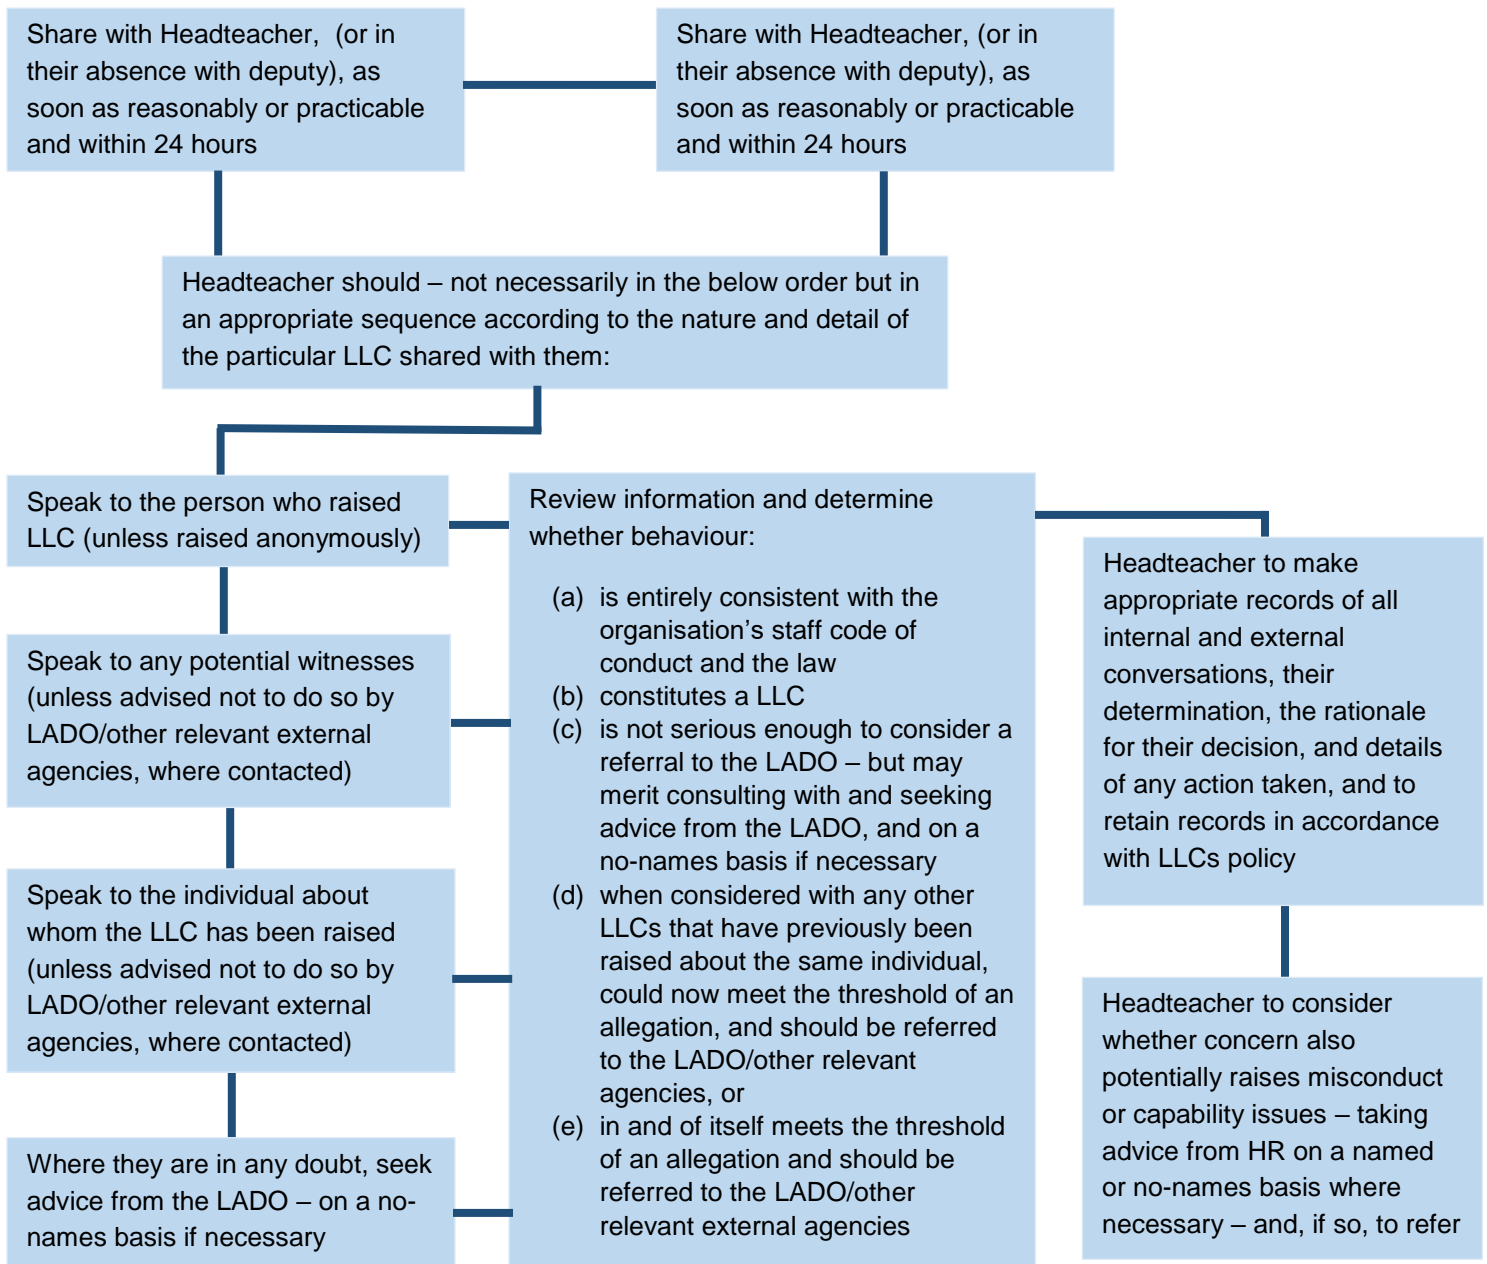 Share with Headteacher,  (or in
their absence with deputy), as
soon as reasonably or practicable
and within 24 hours
Share with Headteacher, (or in
their absence with deputy), as
soon as reasonably or practicable
and within 24 hours
Headteacher should – not necessarily in the below order but in
an appropriate sequence according to the nature and detail of
the particular LLC shared with them:
Speak to the person who raised
LLC (unless raised anonymously)
Speak to any potential witnesses
(unless advised not to do so by
LADO/other relevant external
agencies, where contacted)
Speak to the individual about
whom the LLC has been raised
(unless advised not to do so by
LADO/other relevant external
agencies, where contacted)
Where they are in any doubt, seek
advice from the LADO – on a no-
names basis if necessary
Review information and determine
whether behaviour:
(a) is entirely consistent with the
organisation’s staff code of
conduct and the law
(b) constitutes a LLC
(c) is not serious enough to consider a
referral to the LADO – but may
merit consulting with and seeking
advice from the LADO, and on a
no-names basis if necessary
(d) when considered with any other
LLCs that have previously been
raised about the same individual,
could now meet the threshold of an
allegation, and should be referred
to the LADO/other relevant
agencies, or
(e) in and of itself meets the threshold
of an allegation and should be
referred to the LADO/other
relevant external agencies
Headteacher to make
appropriate records of all
internal and external
conversations, their
determination, the rationale
for their decision, and details
of any action taken, and to
retain records in accordance
with LLCs policy
Headteacher to consider
whether concern also
potentially raises misconduct
or capability issues – taking
advice from HR on a named
or no-names basis where
necessary – and, if so, to refer